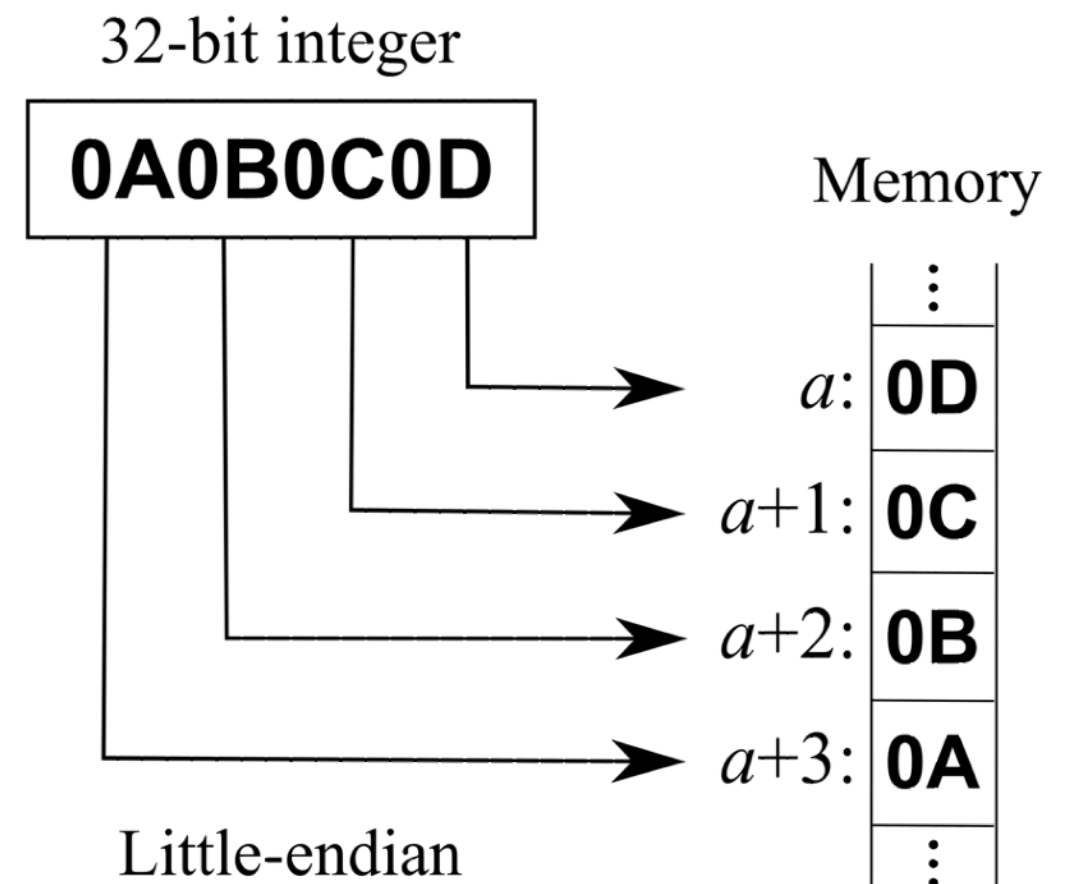 32-bit integer
0A0B0C0D
Memory
a: 0D
a+1: 0C
a+2: 0B
a+3: 0A
Little-endian